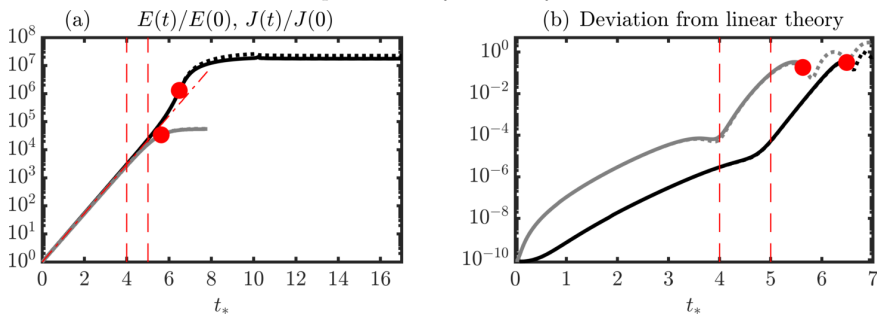 (a) E(t)/E(0), J(t)/J(0)
10^8
10^7
10^6
10^5
10^4
10^3
10^2
10^1
10^0
0 2 4 6 8 10 12 14 16
t_*
(b) Deviation from linear theory
10^0
10^-2
10^-4
10^-6
10^-8
10^-10
0 1 2 3 4 5 6 7
t_*